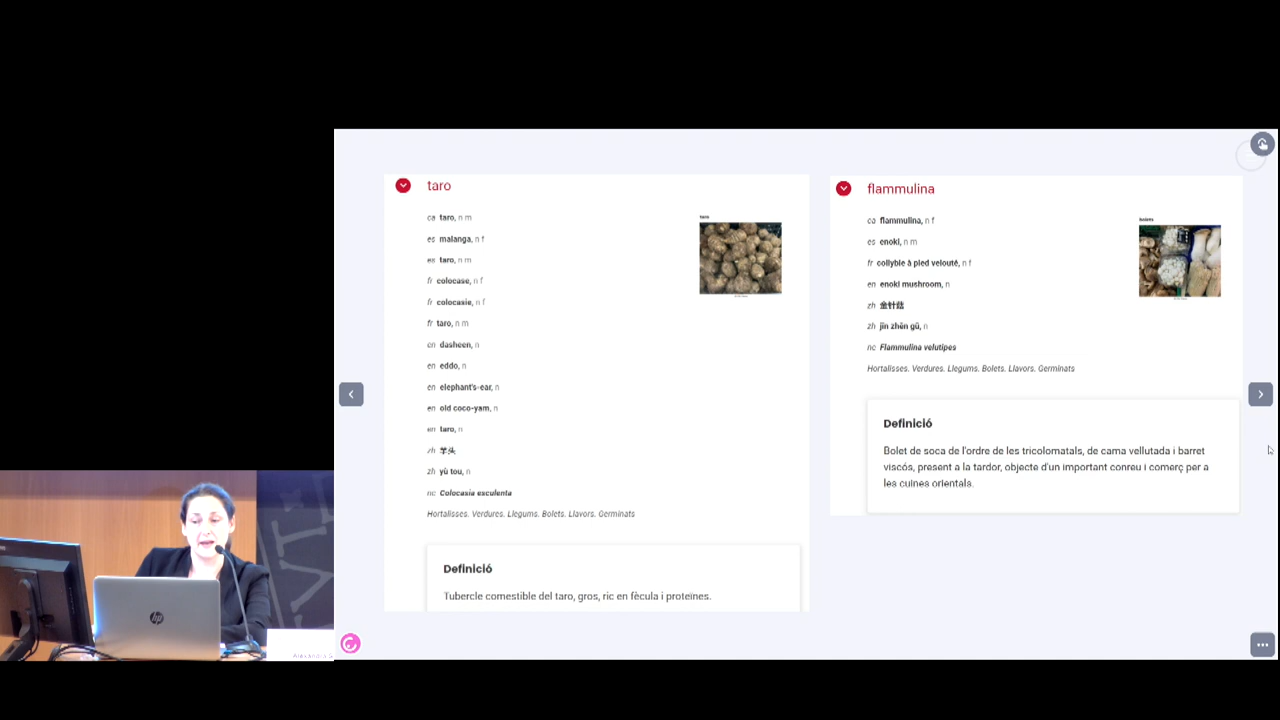 taro
ca taro, n m
es malanga, n f
es taro, n m
fr colocase, n f
fr colocasie, n f
fr taro, n m
en dasheen, n
en eddo, n
en elephant's-ear, n
en old coco-yam, n
en taro, n
zh 芋头
zh yù tou, n
nc Colocasia esculenta
Hortalisses. Verdures. Llegums. Bolets. Llavors. Germinats
taro
Definició
Tubercle comestible del taro, gros, ric en fècula i proteïnes.
flammulina
ca flammulina, n f
es enoki, n m
fr collybie à pied velouté, n f
en enoki mushroom, n
zh 金针菇
zh jīn zhēn gū, n
nc Flammulina velutipes
Hortalisses. Verdures. Llegums. Bolets. Llavors. Germinats
bolets
Definició
Bolet de soca de l'ordre de les tricolomatals, de cama vellutada i barret
viscós, present a la tardor, objecte d'un important conreu i comerç per a
les cuines orientals.
hp